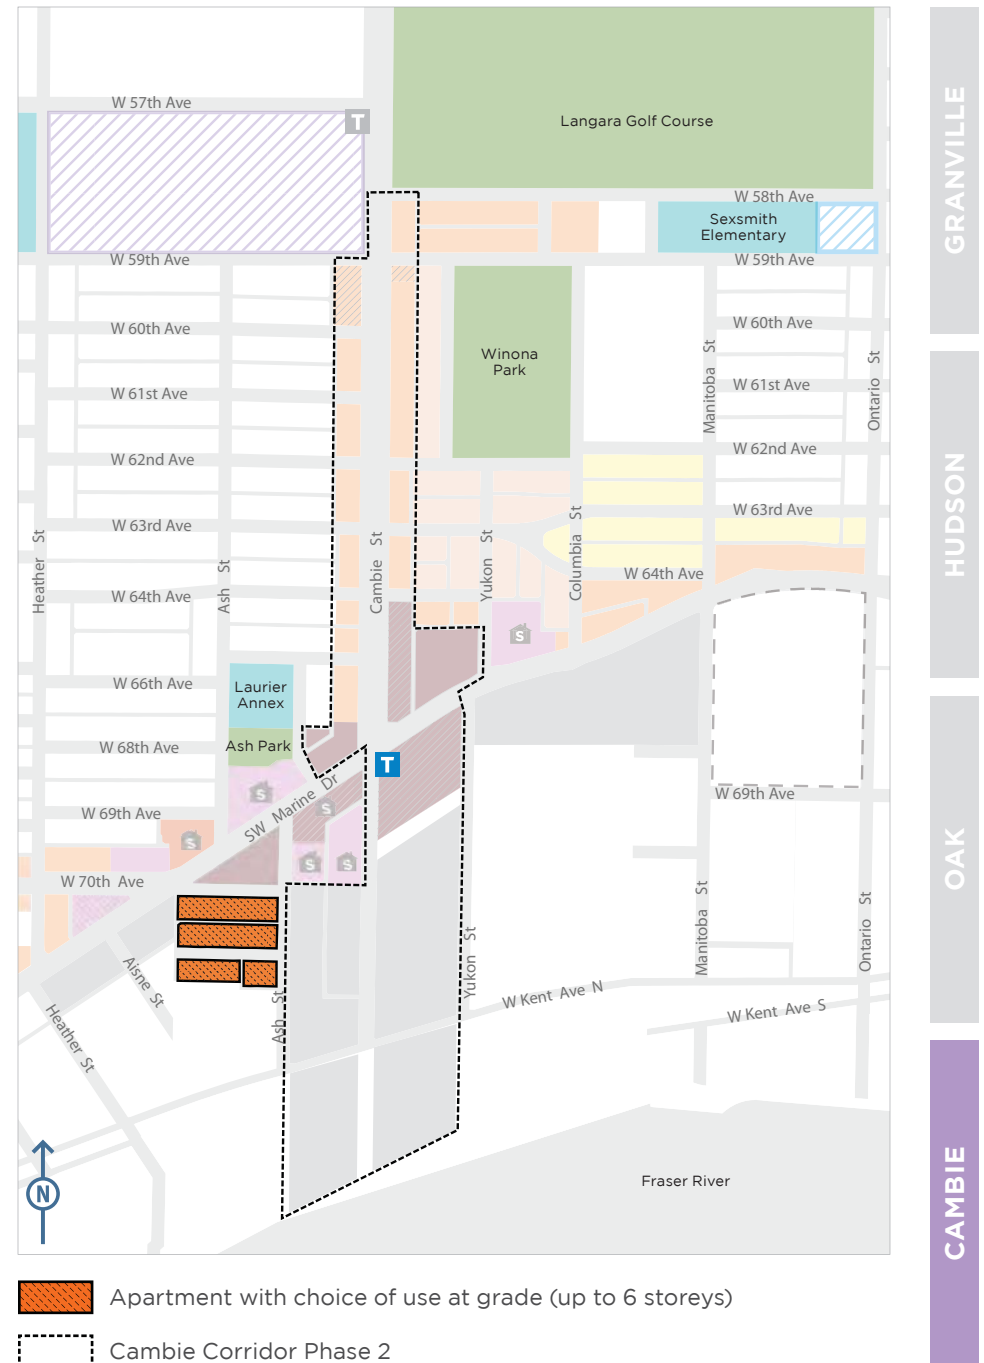 W 57th Ave
T
Langara Golf Course
W 58th Ave
Sexsmith
Elementary
W 59th Ave
W 59th Ave
W 60th Ave
W 60th Ave
Winona
Park
Manitoba St
Ontario St
W 61st Ave
W 61st Ave
W 62nd Ave
W 62nd Ave
W 63rd Ave
W 63rd Ave
Heather St
Ash St
Cambie St
Yukon St
Columbia St
W 64th Ave
W 64th Ave
S
W 66th Ave
Laurier
Annex
W 68th Ave
Ash Park
T
SW Marine Dr
S
S
W 69th Ave
W 69th Ave
S
S
S
W 70th Ave
Aisne St
Heather St
Ash St
Yukon St
Manitoba St
Ontario St
W Kent Ave N
W Kent Ave S
Fraser River
N
GRANVILLE
HUDSON
OAK
CAMBIE
Apartment with choice of use at grade (up to 6 storeys)
Cambie Corridor Phase 2